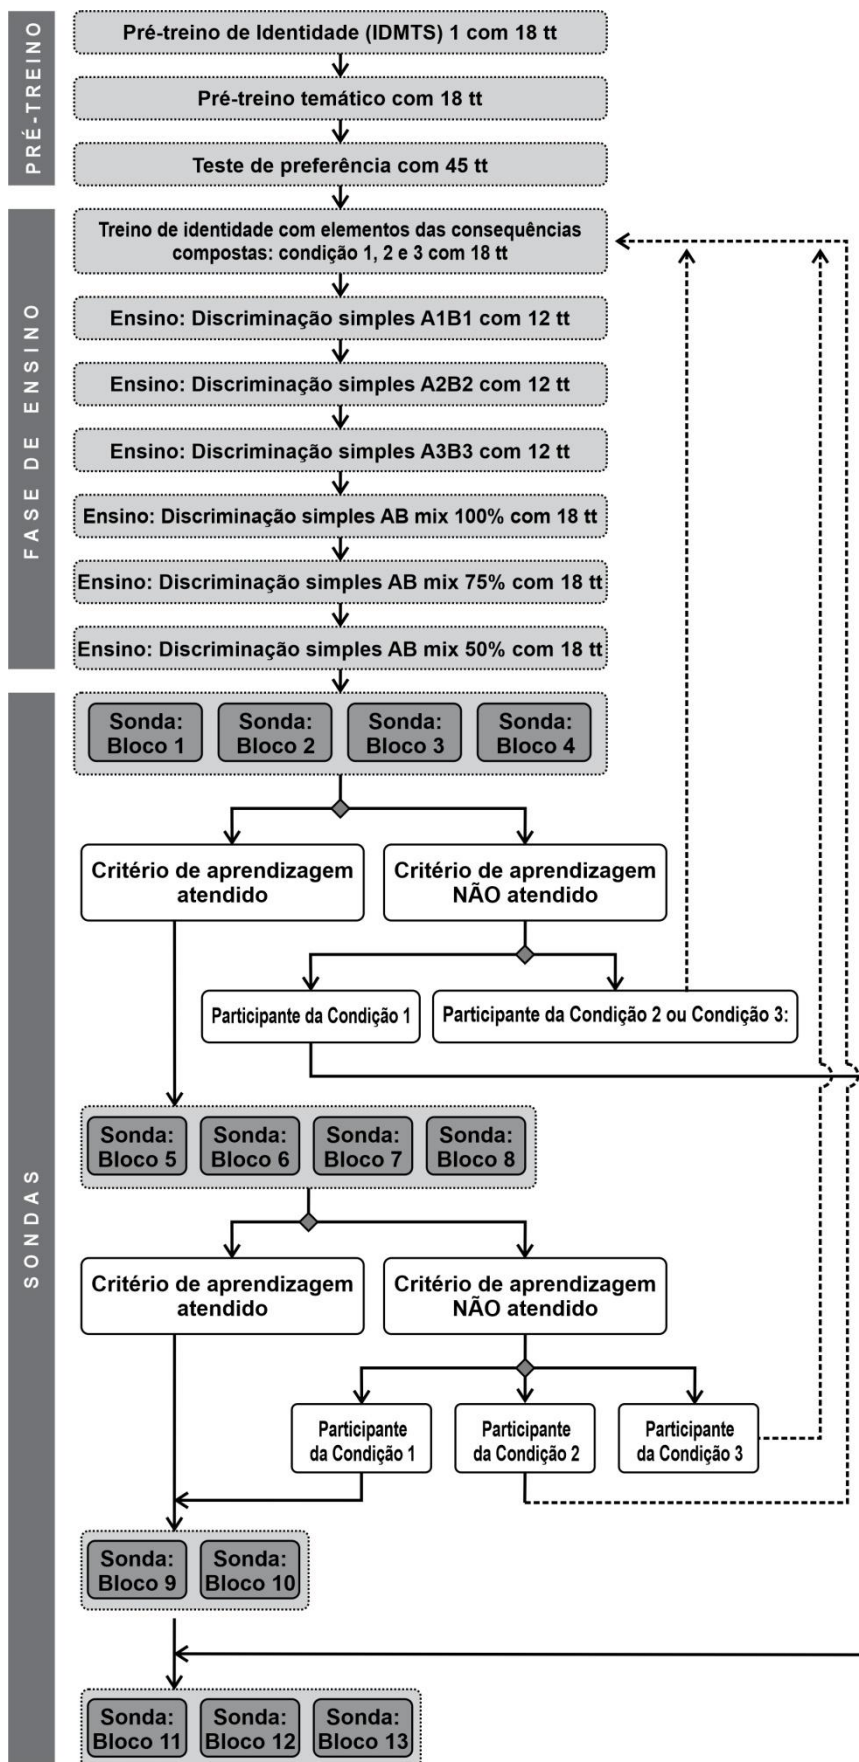 PRÉ-TREINO
Pré-treino de Identidade (IDMTS) 1 com 18 tt
Pré-treino temático com 18 tt
Teste de preferência com 45 tt
FASE DE ENSINO
Treino de identidade com elementos das consequências
compostas: condição 1, 2 e 3 com 18 tt
Ensino: Discriminação simples A1B1 com 12 tt
Ensino: Discriminação simples A2B2 com 12 tt
Ensino: Discriminação simples A3B3 com 12 tt
Ensino: Discriminação simples AB mix 100% com 18 tt
Ensino: Discriminação simples AB mix 75% com 18 tt
Ensino: Discriminação simples AB mix 50% com 18 tt
SONDAS
Sonda:
Bloco 1
Sonda:
Bloco 2
Sonda:
Bloco 3
Sonda:
Bloco 4
Critério de aprendizagem
atendido
Critério de aprendizagem
NÃO atendido
Participante da Condição 1
Participante da Condição 2 ou Condição 3:
Sonda:
Bloco 5
Sonda:
Bloco 6
Sonda:
Bloco 7
Sonda:
Bloco 8
Critério de aprendizagem
atendido
Critério de aprendizagem
NÃO atendido
Participante
da Condição 1
Participante
da Condição 2
Participante
da Condição 3
Sonda:
Bloco 9
Sonda:
Bloco 10
Sonda:
Bloco 11
Sonda:
Bloco 12
Sonda:
Bloco 13